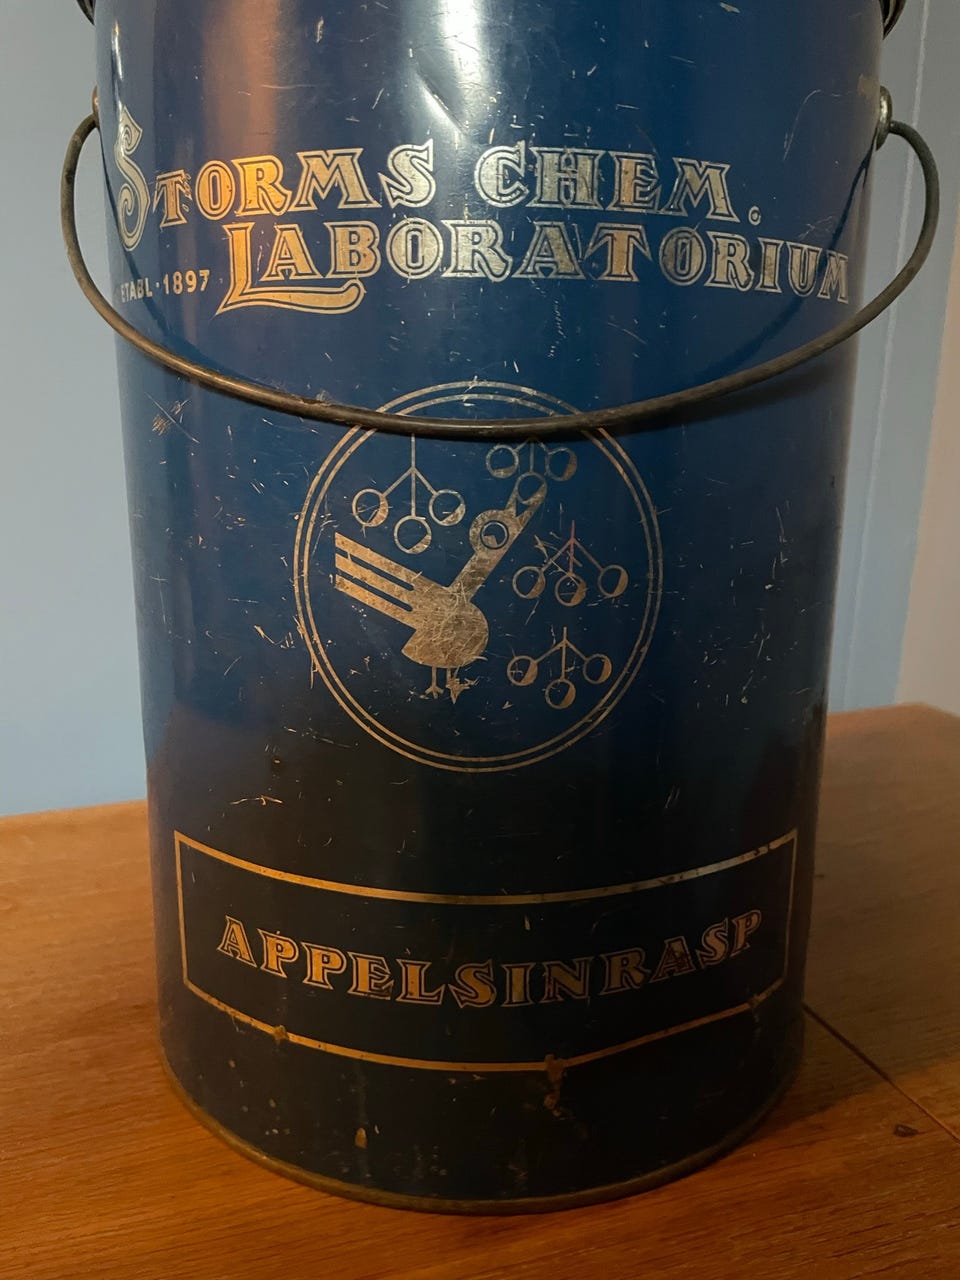 STORMS CHEM.
LABORATORIUM
ETABL · 1897
APPELSINRASP